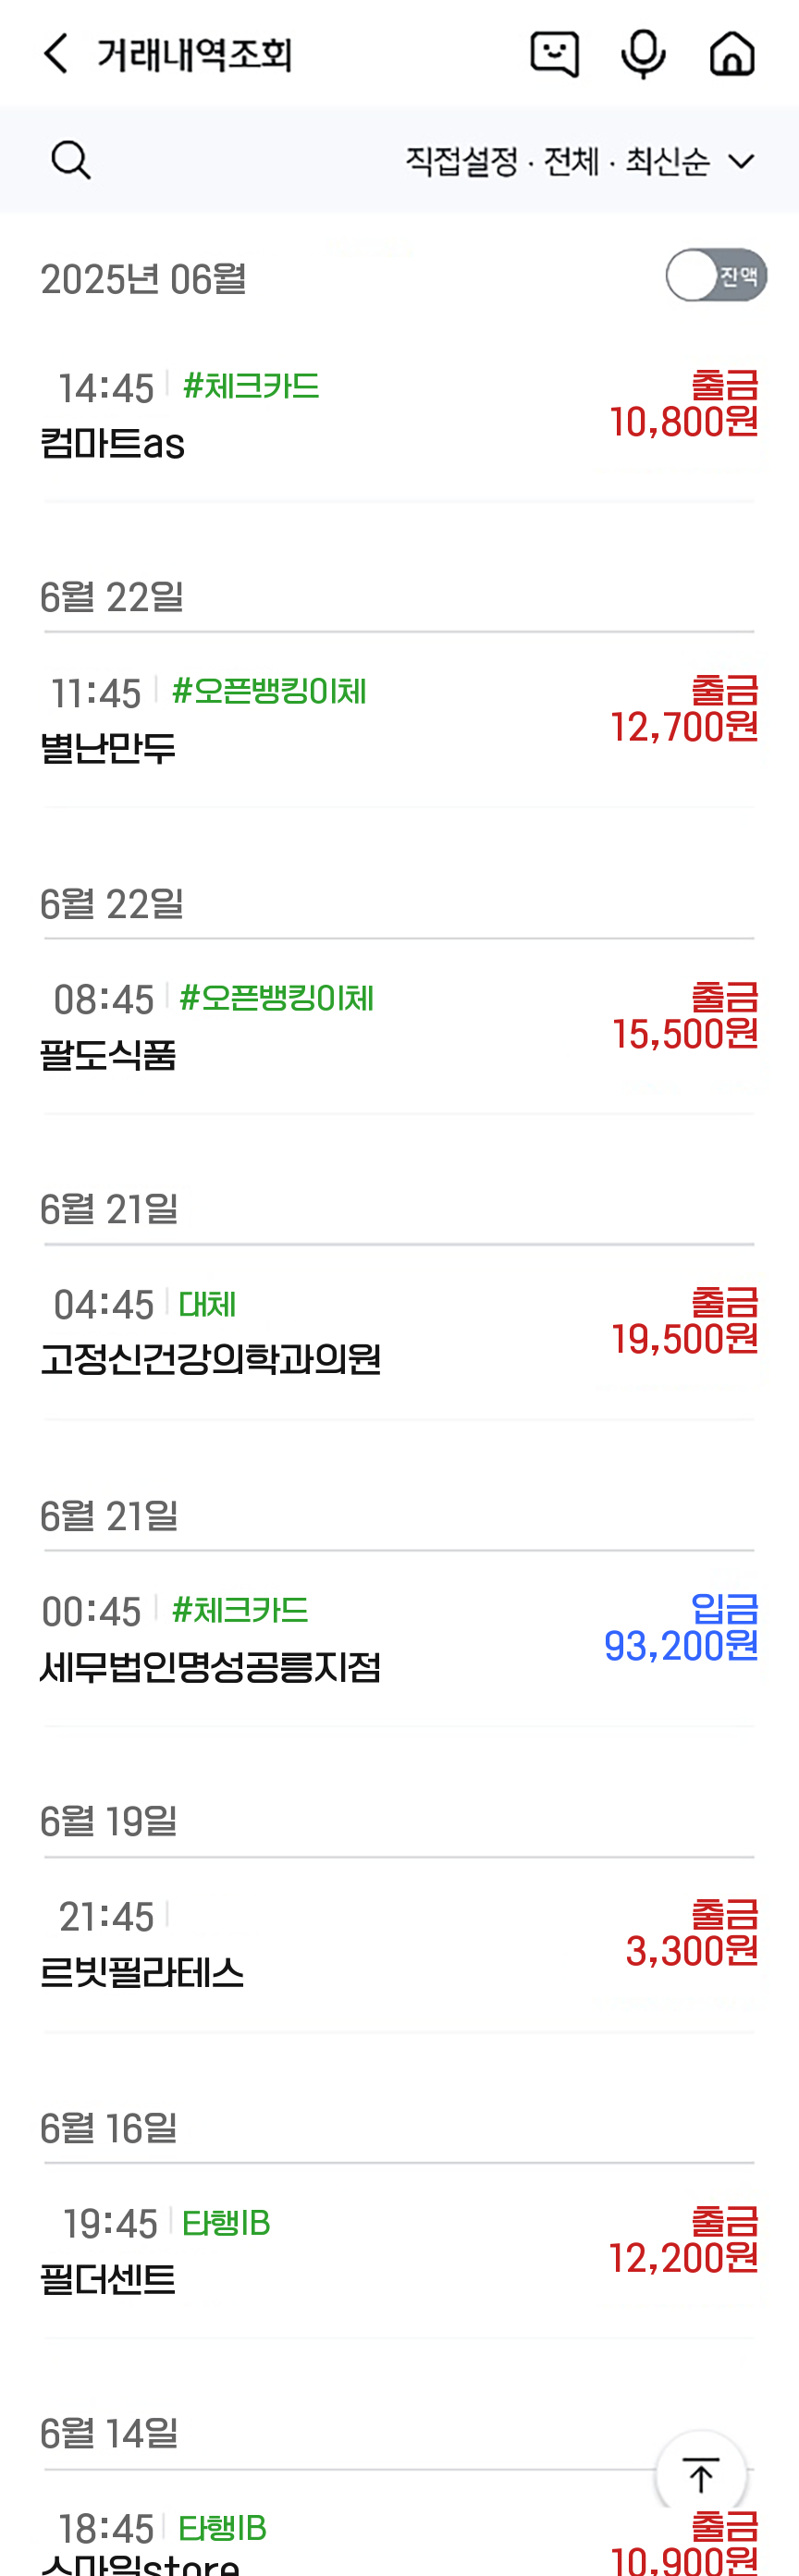 거래내역조회
직접설정 · 전체 · 최신순
2025년 06월
잔액
14:45 #체크카드
출금
10,800원
컴마트as
6월 22일
11:45 #오픈뱅킹이체
출금
12,700원
별난만두
6월 22일
08:45 #오픈뱅킹이체
출금
15,500원
팔도식품
6월 21일
04:45 대체
출금
19,500원
고정신건강의학과의원
6월 21일
00:45 #체크카드
입금
93,200원
세무법인명성공릉지점
6월 19일
21:45
출금
3,300원
르빗필라테스
6월 16일
19:45 타행IB
출금
12,200원
필더센트
6월 14일
18:45 타행IB
출금
10,900원
스마일store